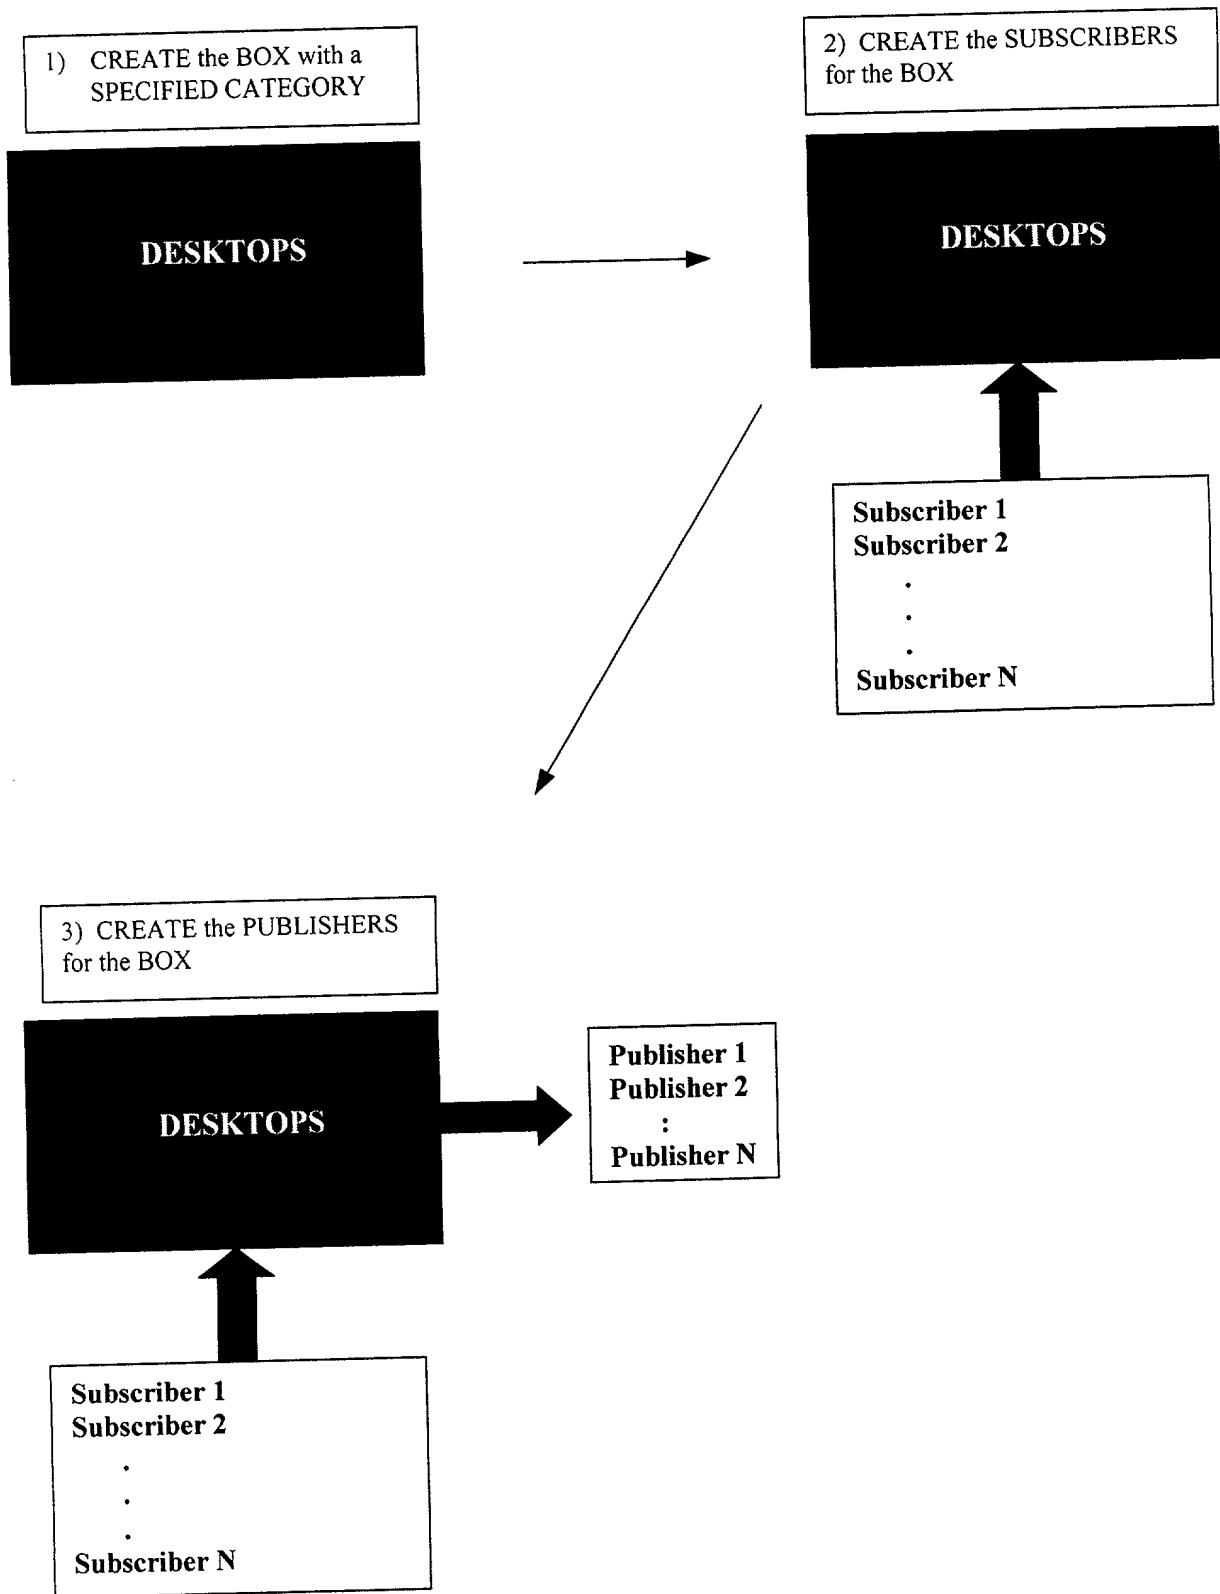 1) CREATE the BOX with a
SPECIFIED CATEGORY
DESKTOPS
2) CREATE the SUBSCRIBERS
for the BOX
DESKTOPS
Subscriber 1
Subscriber 2
.
.
.
Subscriber N
3) CREATE the PUBLISHERS
for the BOX
DESKTOPS
Publisher 1
Publisher 2
:
Publisher N
Subscriber 1
Subscriber 2
.
.
.
Subscriber N